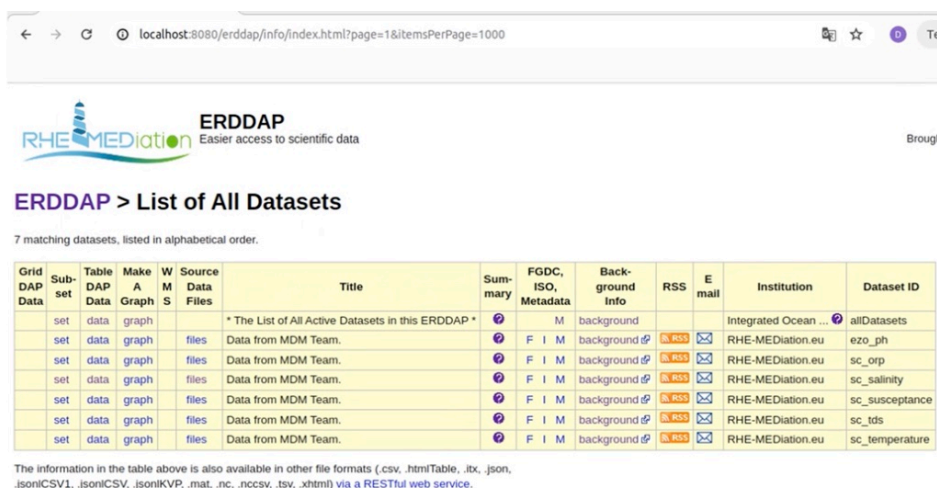 localhost:8080/erddap/info/index.html?page=1&itemsPerPage=1000
D
RHEMEDiation
ERDDAP
Easier access to scientific data
ERDDAP > List of All Datasets
7 matching datasets, listed in alphabetical order.
Grid DAP Data Sub-set Table DAP Data Make A Graph W M S Source Data Files Title Sum-mary FGDC, ISO, Metadata Back-ground Info RSS E mail Institution Dataset ID
set data graph * The List of All Active Datasets in this ERDDAP * ? M background Integrated Ocean ... ? allDatasets
set data graph files Data from MDM Team. ? F I M background RSS RHE-MEDiation.eu ezo_ph
set data graph files Data from MDM Team. ? F I M background RSS RHE-MEDiation.eu sc_orp
set data graph files Data from MDM Team. ? F I M background RSS RHE-MEDiation.eu sc_salinity
set data graph files Data from MDM Team. ? F I M background RSS RHE-MEDiation.eu sc_susceptance
set data graph files Data from MDM Team. ? F I M background RSS RHE-MEDiation.eu sc_tds
set data graph files Data from MDM Team. ? F I M background RSS RHE-MEDiation.eu sc_temperature
The information in the table above is also available in other file formats (.csv, .htmlTable, .itx, .json,
.jsonlCSV1, .jsonlCSV, .jsonlKVP, .mat, .nc, .nccsv, .tsv, .xhtml) via a RESTful web service.